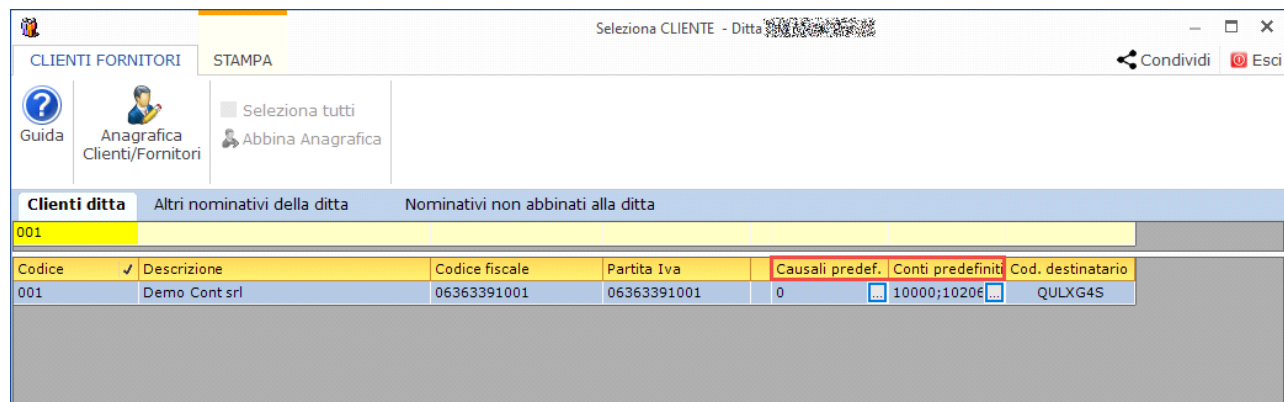 Seleziona CLIENTE - Ditta
CLIENTI FORNITORI STAMPA Condividi Esci
Guida Anagrafica Clienti/Fornitori Seleziona tutti
Abbina Anagrafica
Clienti ditta Altri nominativi della ditta Nominativi non abbinati alla ditta
001
Codice Descrizione Codice fiscale Partita Iva Causali predef. Conti predefiniti Cod. destinatario
001 Demo Cont srl 06363391001 06363391001 0 ... 10000;10206 ... QULXG4S